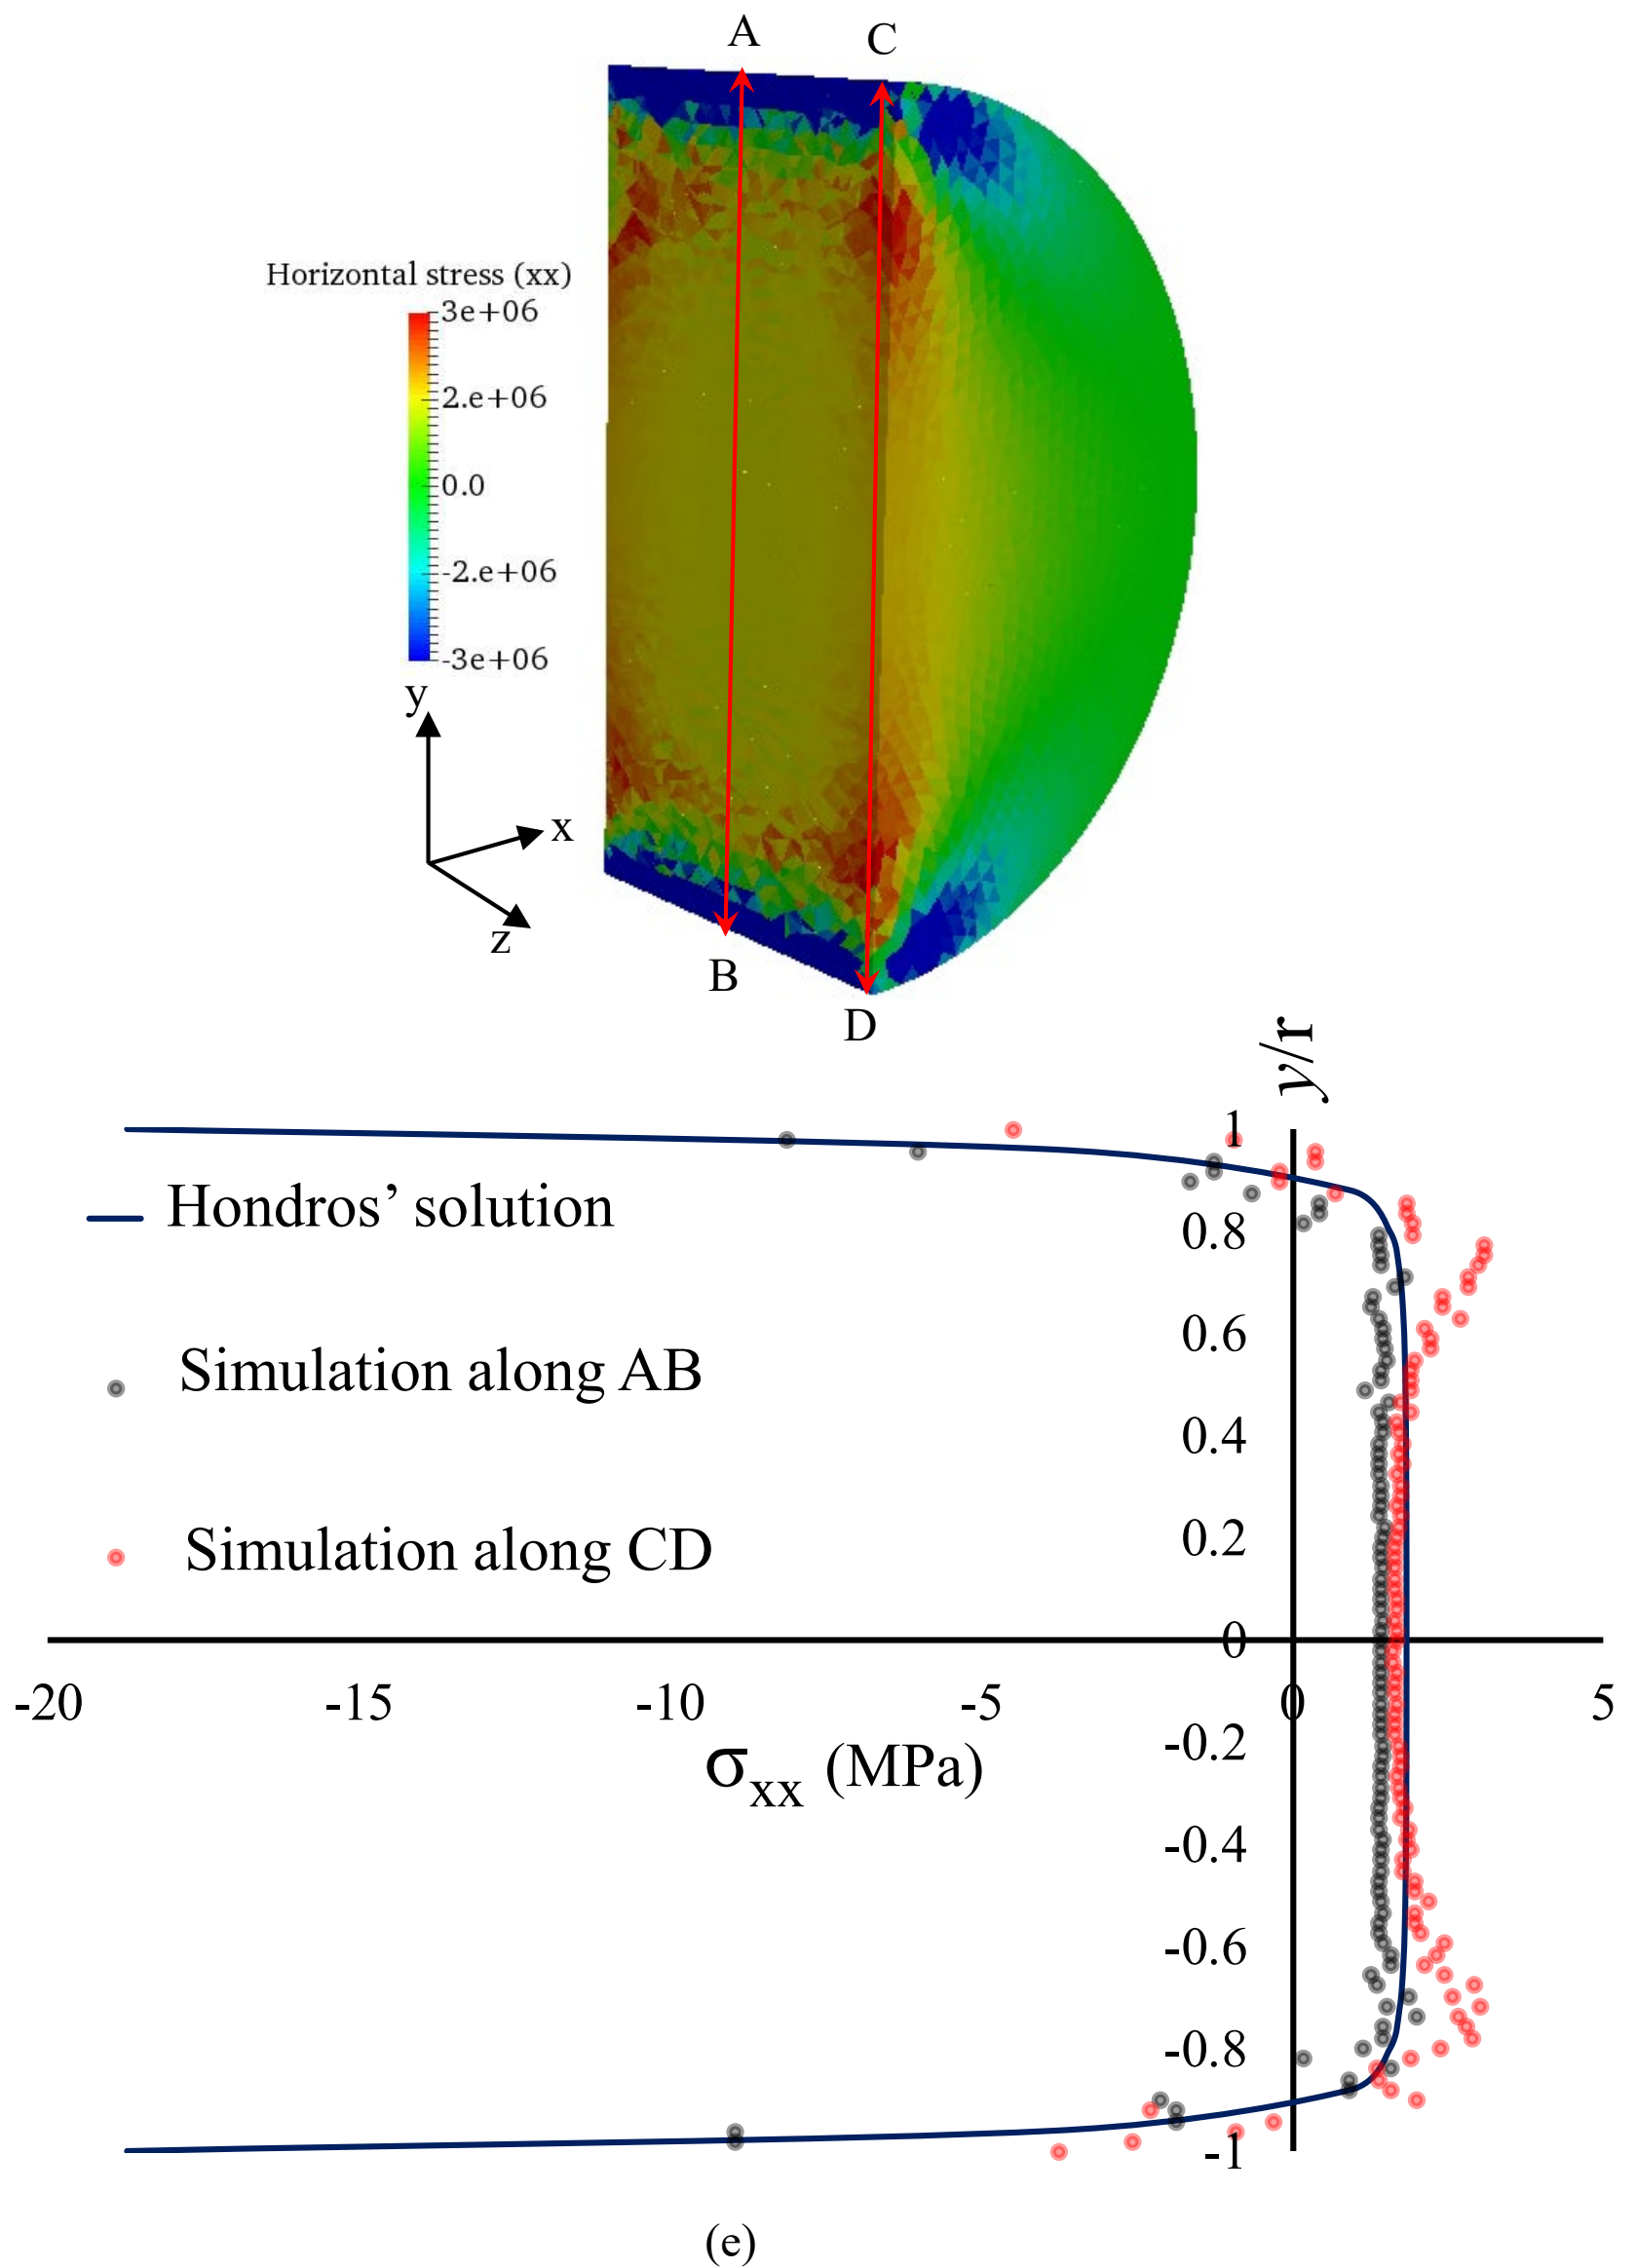 A
C
Horizontal stress (xx)
3e+06
2.e+06
0.0
-2.e+06
-3e+06
y
x
z
B
D
y/r
1
Hondros’ solution
0.8
0.6
Simulation along AB
0.4
0.2
Simulation along CD
0
-20 -15 -10 -5 0 5
-0.2
σxx (MPa)
-0.4
-0.6
-0.8
-1
(e)